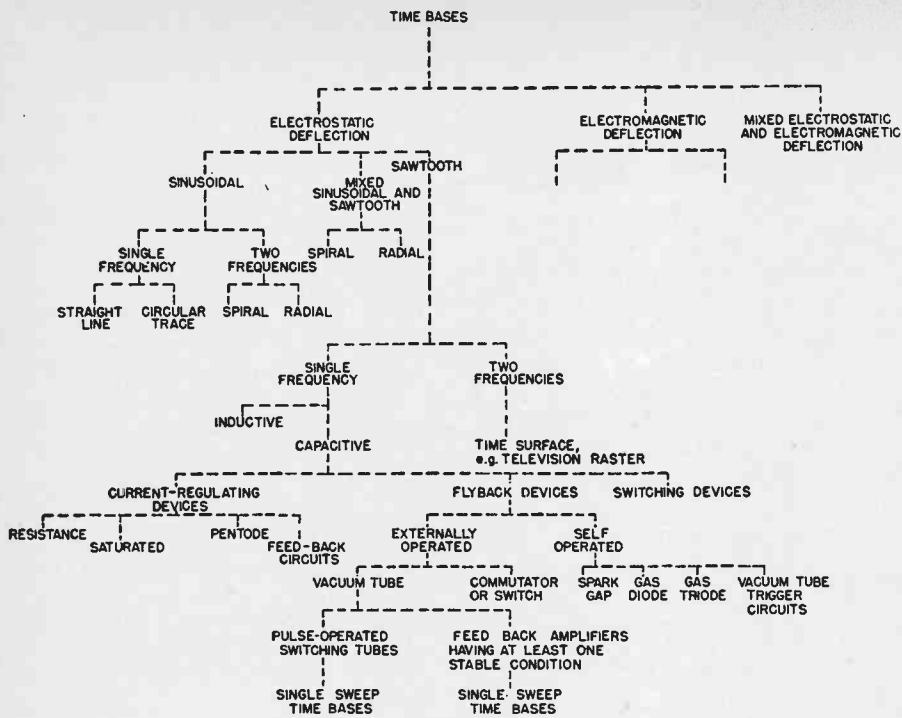 TIME BASES
ELECTROSTATIC
DEFLECTION
ELECTROMAGNETIC
DEFLECTION
MIXED ELECTROSTATIC
AND ELECTROMAGNETIC
DEFLECTION
SINUSOIDAL
MIXED
SINUSOIDAL AND
SAWTOOTH
SAWTOOTH
SINGLE
FREQUENCY
TWO
FREQUENCIES
SPIRAL
RADIAL
STRAIGHT
LINE
CIRCULAR
TRACE
SPIRAL
RADIAL
SINGLE
FREQUENCY
TWO
FREQUENCIES
INDUCTIVE
CAPACITIVE
TIME SURFACE,
e.g. TELEVISION RASTER
CURRENT-REGULATING
DEVICES
FLYBACK DEVICES
SWITCHING DEVICES
RESISTANCE
SATURATED
PENTODE
FEED-BACK
CIRCUITS
EXTERNALLY
OPERATED
SELF
OPERATED
VACUUM TUBE
COMMUTATOR
OR SWITCH
SPARK
GAP
GAS
DIODE
GAS
TRIODE
VACUUM TUBE
TRIGGER
CIRCUITS
PULSE-OPERATED
SWITCHING TUBES
FEED BACK AMPLIFIERS
HAVING AT LEAST ONE
STABLE CONDITION
SINGLE SWEEP
TIME BASES
SINGLE SWEEP
TIME BASES